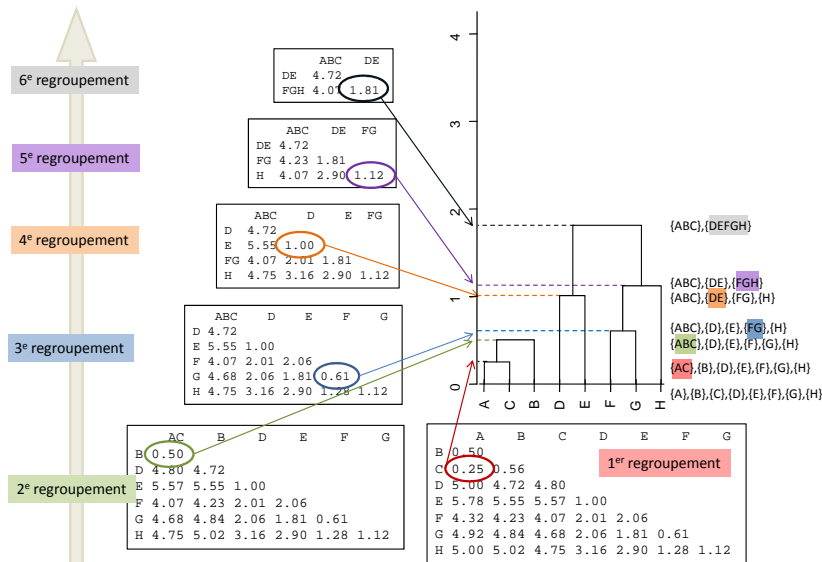 6e regroupement
ABC DE
DE 4.72
FGH 4.07 1.81
5e regroupement
ABC DE FG
DE 4.72
FG 4.23 1.81
H 4.07 2.90 1.12
4e regroupement
ABC D E FG
D 4.72
E 5.55 1.00
FG 4.07 2.01 1.81
H 4.75 3.16 2.90 1.12
3e regroupement
ABC D E F G
D 4.72
E 5.55 1.00
F 4.07 2.01 2.06
G 4.68 2.06 1.81 0.61
H 4.75 3.16 2.90 1.28 1.12
2e regroupement
AC B D E F G
B 0.50
D 4.80 4.72
E 5.57 5.55 1.00
F 4.07 4.23 2.01 2.06
G 4.68 4.84 2.06 1.81 0.61
H 4.75 5.02 3.16 2.90 1.28 1.12
1er regroupement
A B C D E F G
B 0.50
C 0.25 0.56
D 5.00 4.72 4.80
E 5.78 5.55 5.57 1.00
F 4.32 4.23 4.07 2.01 2.06
G 4.92 4.84 4.68 2.06 1.81 0.61
H 5.00 5.02 4.75 3.16 2.90 1.28 1.12
4
3
2
1
0
A C B D E F G H
{ABC},{DEFGH}
{ABC},{DE},{FGH}
{ABC},{DE},{FG},{H}
{ABC},{D},{E},{FG},{H}
{ABC},{D},{E},{F},{G},{H}
{AC},{B},{D},{E},{F},{G},{H}
{A},{B},{C},{D},{E},{F},{G},{H}